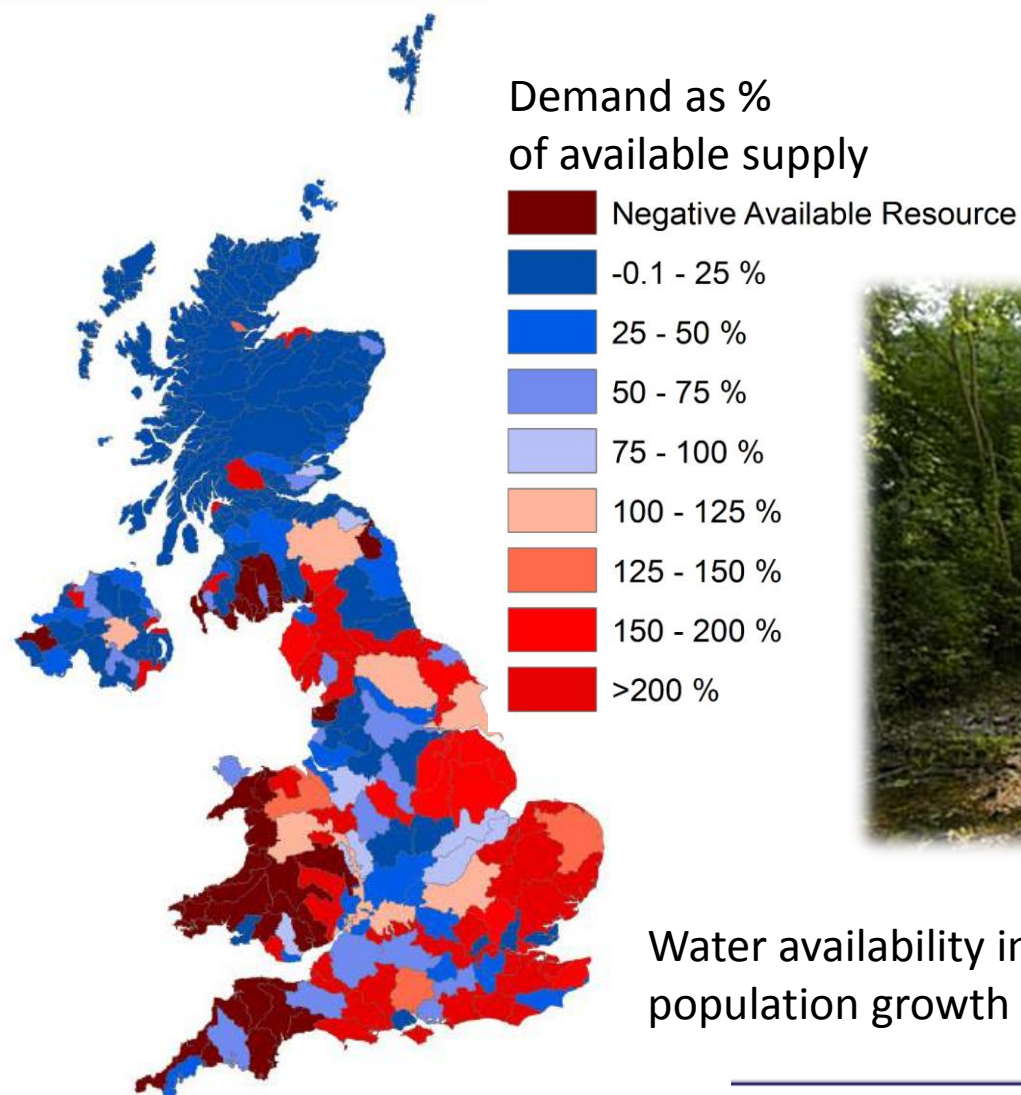 Demand as %
of available supply
Negative Available Resource
-0.1 - 25 %
25 - 50 %
50 - 75 %
75 - 100 %
100 - 125 %
125 - 150 %
150 - 200 %
>200 %
Water availability in
population growth